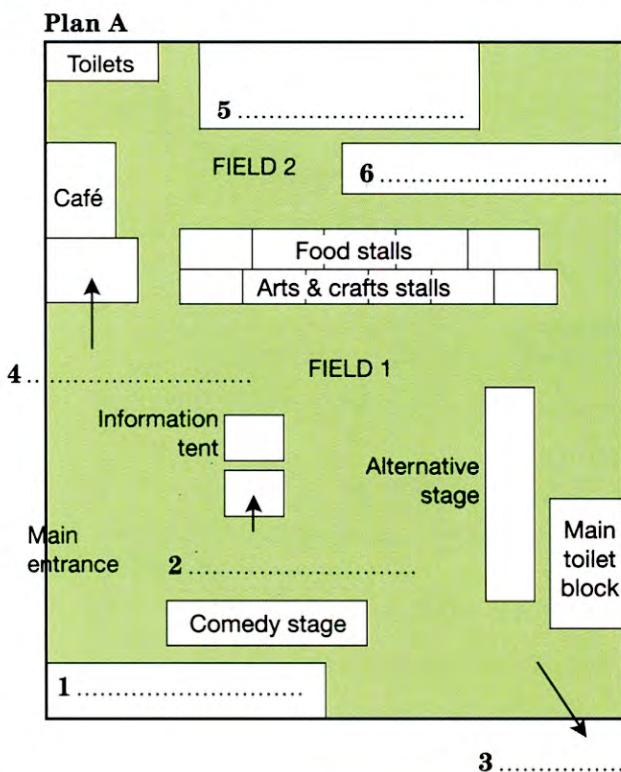 Plan A
Toilets
5 ..............................
FIELD 2
6 ..............................
Café
Food stalls
Arts & crafts stalls
4 ..............................
FIELD 1
Information
tent
Alternative
stage
Main
entrance
Main
toilet
block
2 ..............................
Comedy stage
1 ..............................
3 ...............